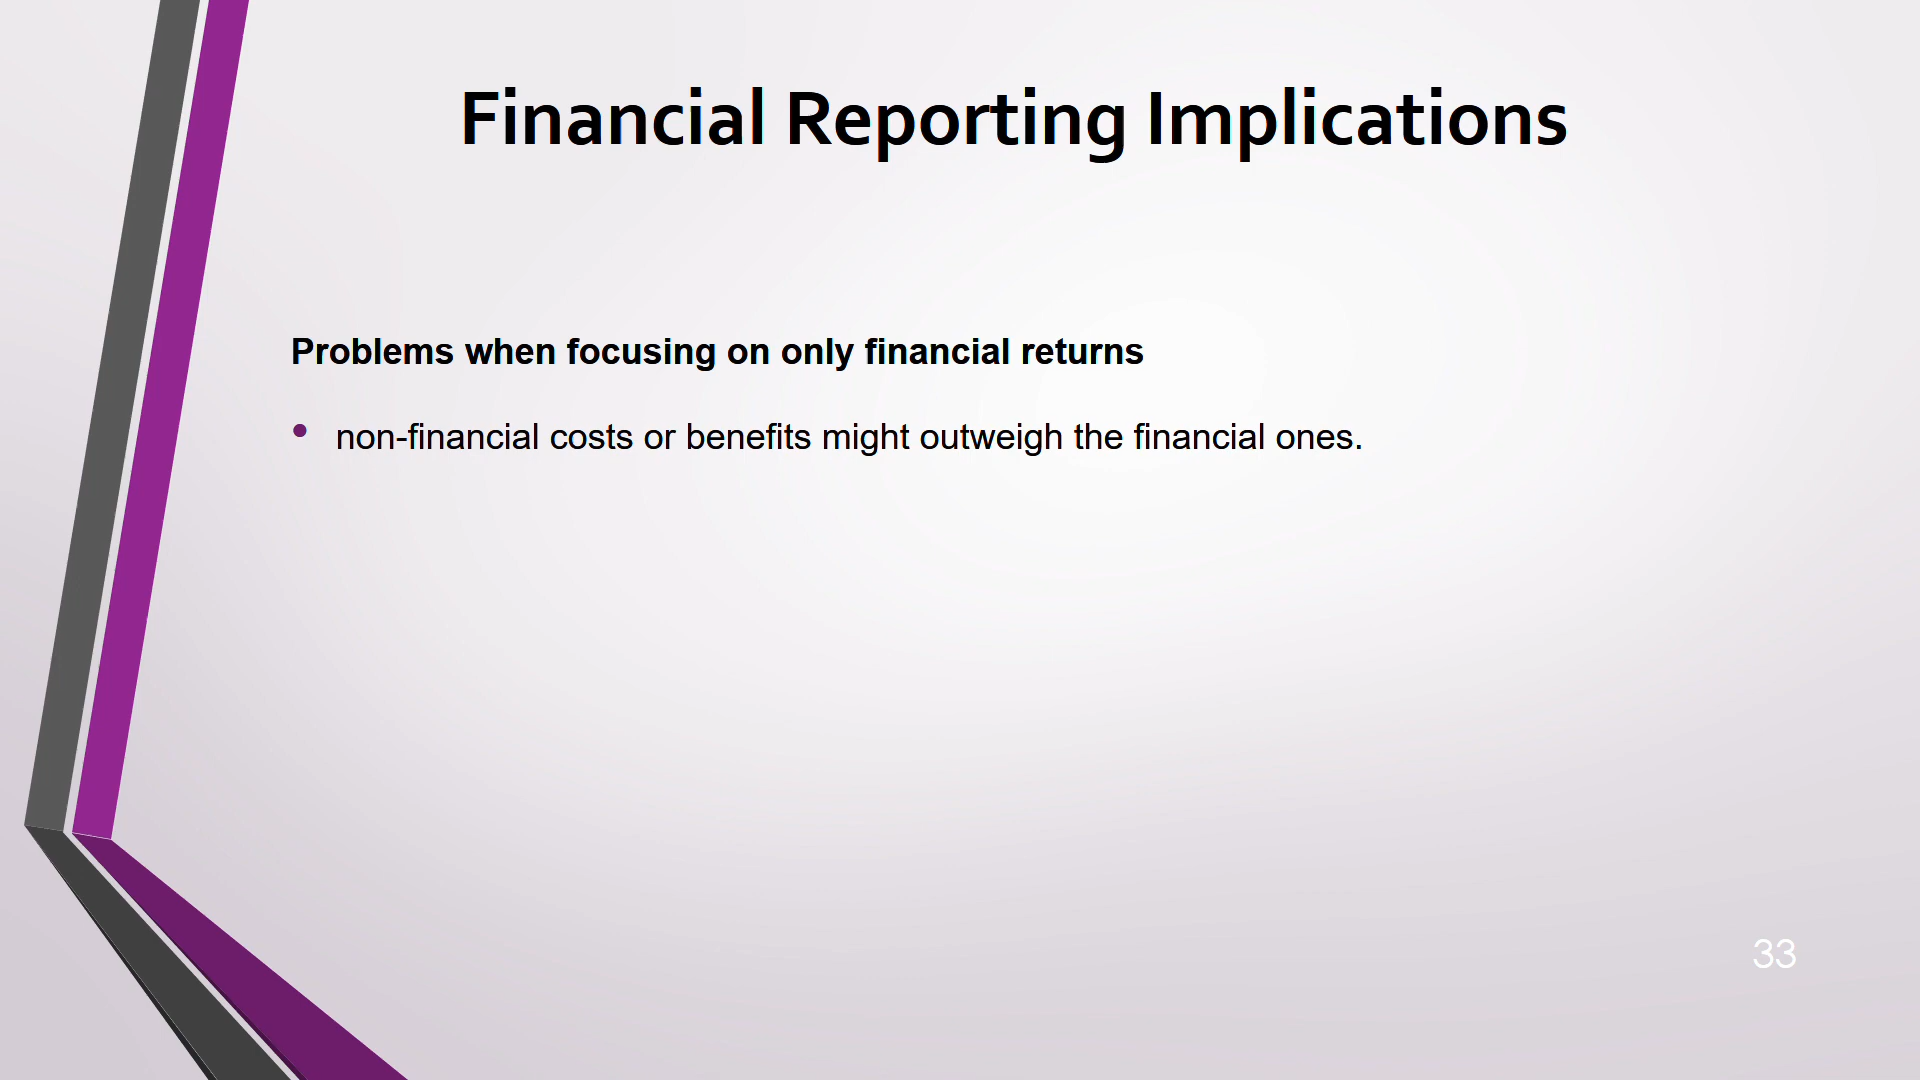 Financial Reporting Implications
Problems when focusing on only financial returns
• non-financial costs or benefits might outweigh the financial ones.
33